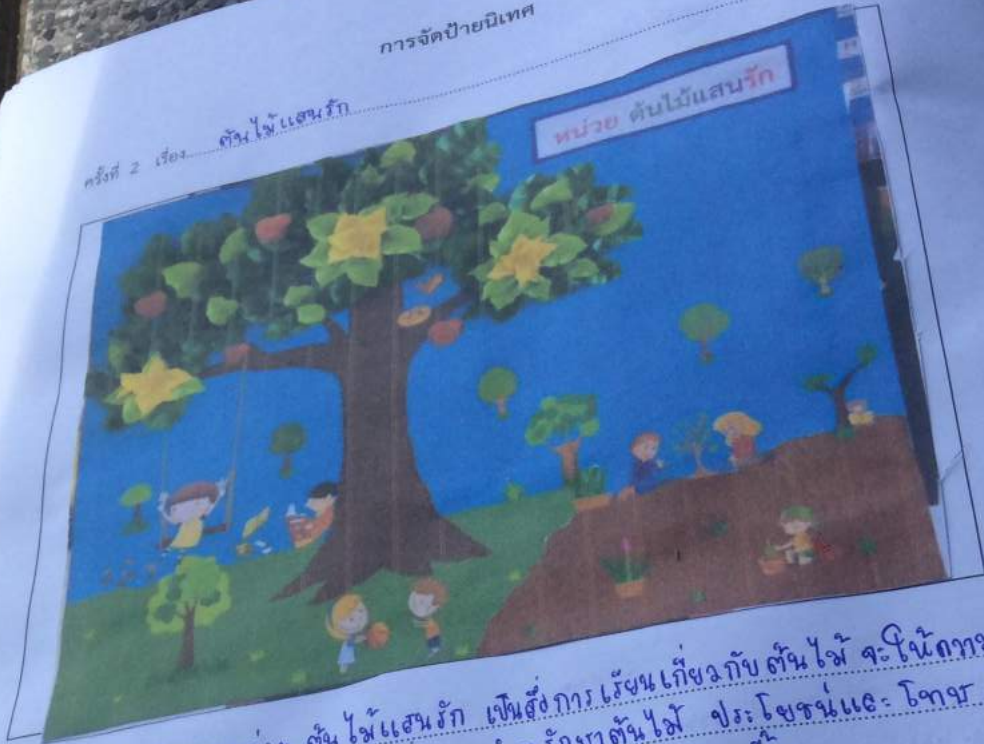 การจัดป้ายนิเทศ
ครั้งที่ 2 เรื่อง ต้นไม้แสนรัก
หน่วย ต้นไม้แสนรัก
ต้นไม้แสนรัก เป็นสื่อการเรียนเกี่ยวกับต้นไม้ จะให้ความ
รักษาต้นไม้ ประโยชน์และ โทษ